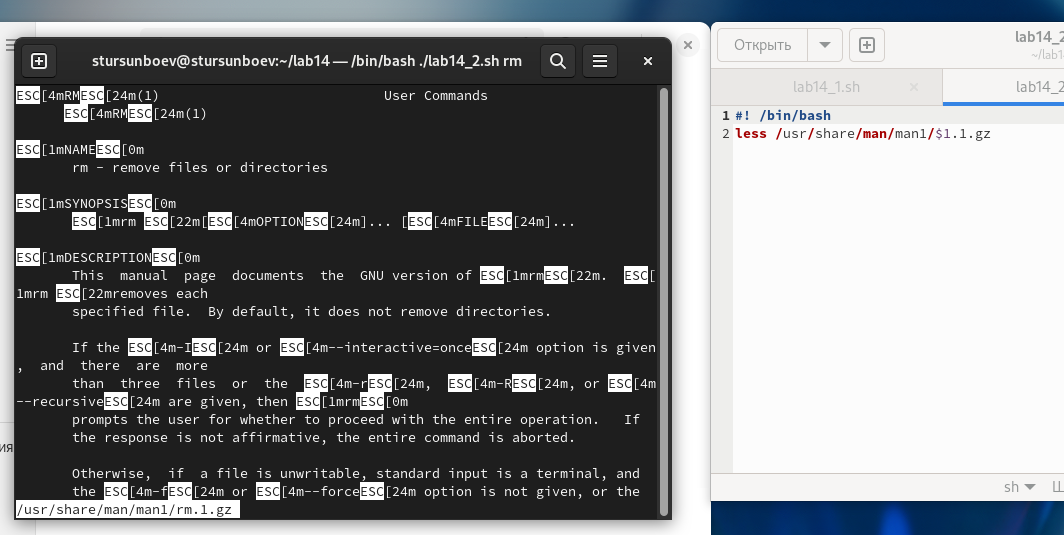 stursunboev@stursunboev:~/lab14 — /bin/bash ./lab14_2.sh rm
ESC[4mRMESC[24m(1) User Commands
ESC[4mRMESC[24m(1)
ESC[1mNAMEESC[0m
rm - remove files or directories
ESC[1mSYNOPSISESC[0m
ESC[1mrm ESC[22m[ESC[4mOPTIONESC[24m]... [ESC[4mFILEESC[24m]...
ESC[1mDESCRIPTIONESC[0m
This manual page documents the GNU version of ESC[1mrmESC[22m. ESC[
1mrm ESC[22mremoves each
specified file. By default, it does not remove directories.
If the ESC[4m-IESC[24m or ESC[4m--interactive=onceESC[24m option is given
, and there are more
than three files or the ESC[4m-rESC[24m, ESC[4m-RESC[24m, or ESC[4m
--recursiveESC[24m are given, then ESC[1mrmESC[0m
prompts the user for whether to proceed with the entire operation. If
the response is not affirmative, the entire command is aborted.
Otherwise, if a file is unwritable, standard input is a terminal, and
the ESC[4m-fESC[24m or ESC[4m--forceESC[24m option is not given, or the
/usr/share/man/man1/rm.1.gz
Открыть
lab14_2
~/lab1
lab14_1.sh
lab14_2
1 #! /bin/bash
2 less /usr/share/man/man1/$1.1.gz
sh